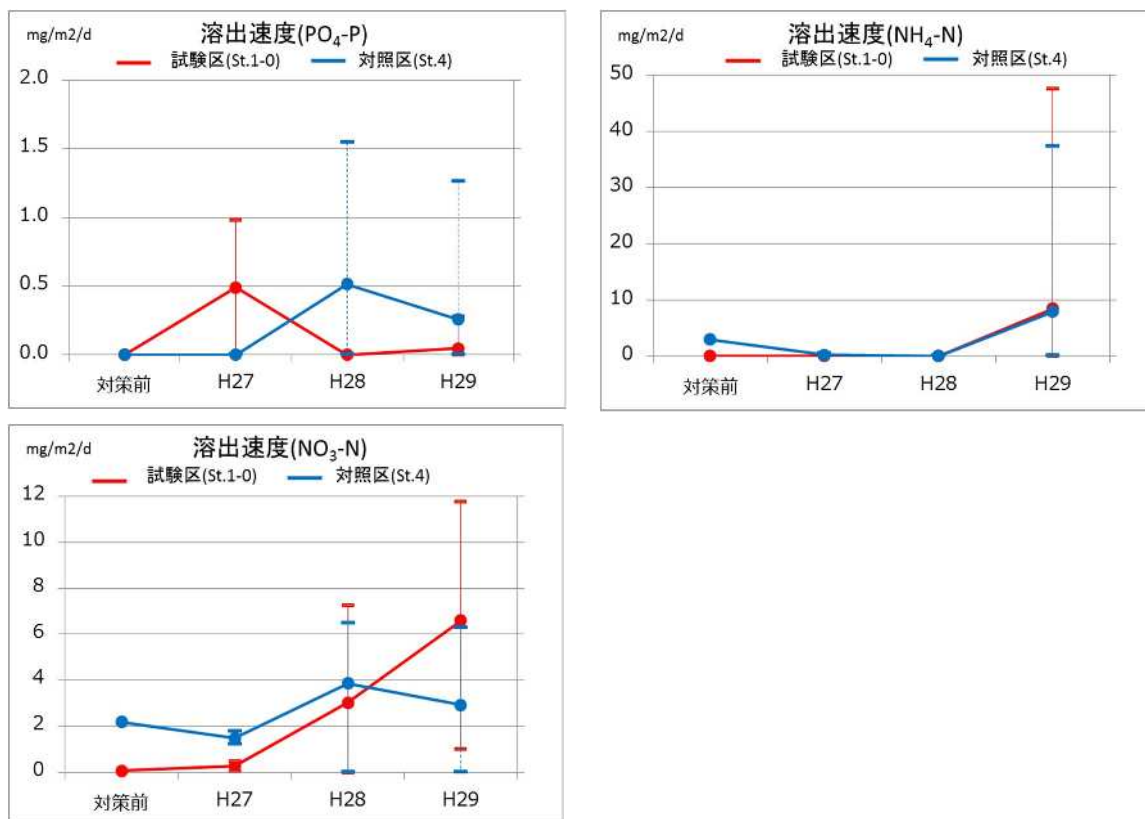 mg/m2/d
溶出速度(PO₄-P)
試験区(St.1-0) 対照区(St.4)
2.0
1.5
1.0
0.5
0.0
対策前 H27 H28 H29
mg/m2/d
溶出速度(NH₄-N)
試験区(St.1-0) 対照区(St.4)
50
40
30
20
10
0
対策前 H27 H28 H29
mg/m2/d
溶出速度(NO₃-N)
試験区(St.1-0) 対照区(St.4)
12
10
8
6
4
2
0
対策前 H27 H28 H29